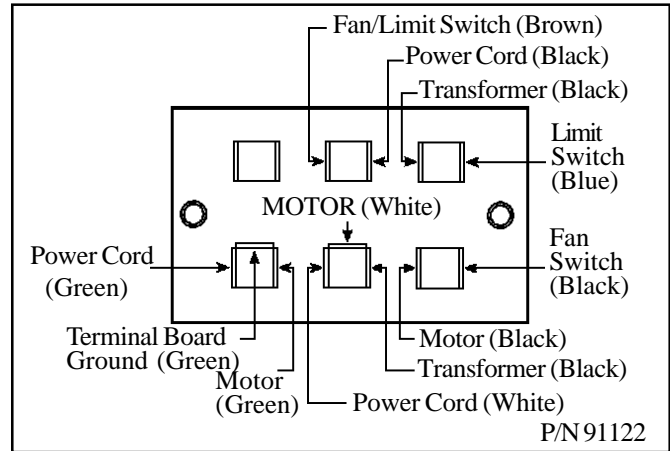 Fan/Limit Switch (Brown)
Power Cord (Black)
Transformer (Black)
Limit
Switch
(Blue)
MOTOR (White)
Power Cord
(Green)
Fan
Switch
(Black)
Terminal Board
Ground (Green)
Motor
(Green)
Motor (Black)
Transformer (Black)
Power Cord (White)
P/N 91122